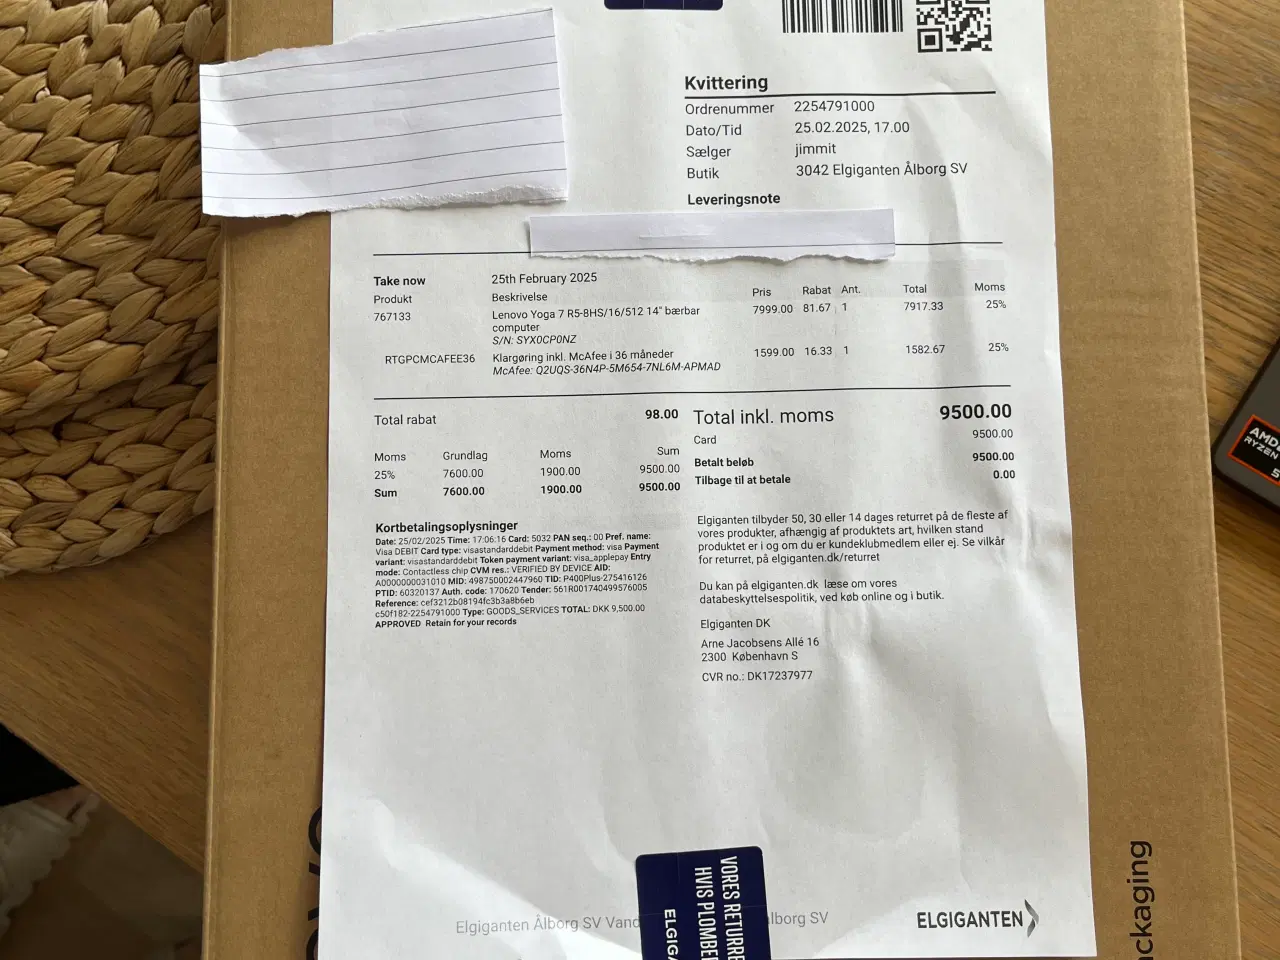 Kvittering
Ordrenummer 2254791000
Dato/Tid 25.02.2025, 17.00
Sælger jimmit
Butik 3042 Elgiganten Ålborg SV
Leveringsnote
Take now 25th February 2025
Produkt Beskrivelse Pris Rabat Ant. Total Moms
767133 Lenovo Yoga 7 R5-8HS/16/512 14" bærbar 7999.00 81.67 1 7917.33 25%
computer
S/N: SYX0CP0NZ
RTGPCMCAFEE36 Klargøring inkl. McAfee i 36 måneder 1599.00 16.33 1 1582.67 25%
McAfee: Q2UQS-36N4P-5M654-7NL6M-APMAD
Total rabat 98.00
Moms Grundlag Moms Sum
25% 7600.00 1900.00 9500.00
Sum 7600.00 1900.00 9500.00
Total inkl. moms 9500.00
Card 9500.00
Betalt beløb 9500.00
Tilbage til at betale 0.00
Kortbetalingsoplysninger
Date: 25/02/2025 Time: 17:06:16 Card: 5032 PAN seq.: 00 Pref. name:
Visa DEBIT Card type: visastandarddebit Payment method: visa Payment
variant: visastandarddebit Token payment variant: visa_applepay Entry
mode: Contactless chip CVM res.: VERIFIED BY DEVICE AID:
A0000000031010 MID: 498750002447960 TID: P400Plus-275416126
PTID: 60320137 Auth. code: 170620 Tender: 561R001740499576005
Reference: cef3212b08194fc3b3a8b6eb
c50f182-2254791000 Type: GOODS_SERVICES TOTAL: DKK 9,500.00
APPROVED Retain for your records
Elgiganten tilbyder 50, 30 eller 14 dages returret på de fleste af
vores produkter, afhængig af produktets art, hvilken stand
produktet er i og om du er kundeklubmedlem eller ej. Se vilkår
for returret, på elgiganten.dk/returret
Du kan på elgiganten.dk læse om vores
databeskyttelsespolitik, ved køb online og i butik.
Elgiganten DK
Arne Jacobsens Allé 16
2300 København S
CVR no.: DK17237977
Elgiganten Ålborg SV Vand
lborg SV
ELGIGANTEN
VORES RETURRE
HVIS PLOMBE
ELGIG
ckaging
AMD
RYZEN
5